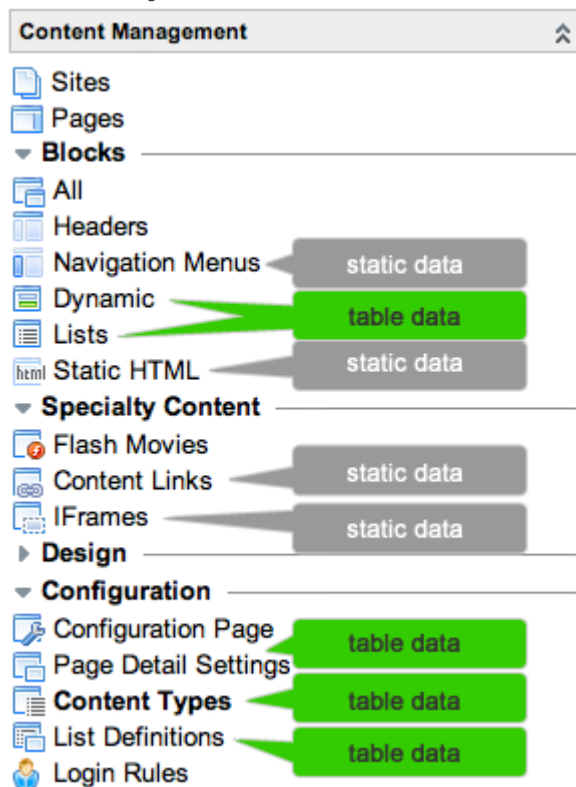 Content Management
Sites
Pages
Blocks
All
Headers
Navigation Menus static data
Dynamic table data
Lists
html Static HTML static data
Specialty Content
Flash Movies
Content Links static data
IFrames static data
Design
Configuration
Configuration Page table data
Page Detail Settings
Content Types table data
List Definitions table data
Login Rules